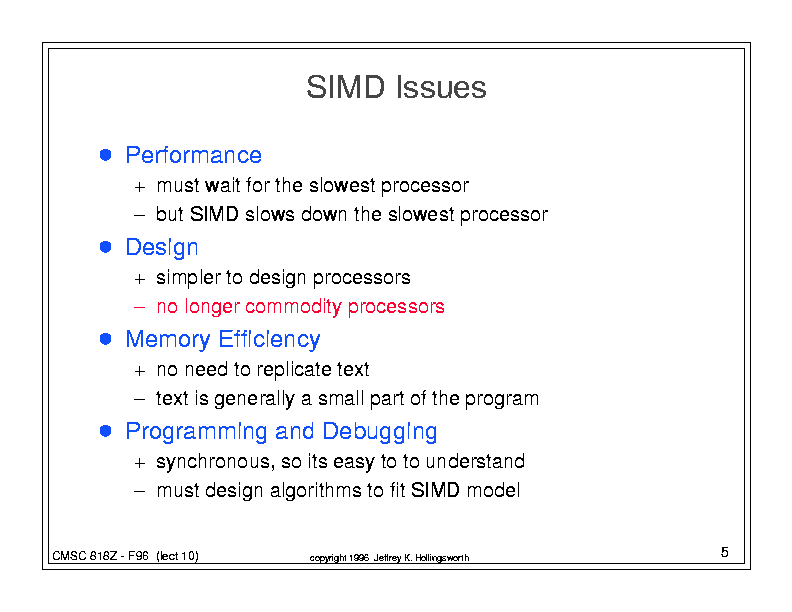 SIMD Issues
● Performance
+ must wait for the slowest processor
– but SIMD slows down the slowest processor
● Design
+ simpler to design processors
– no longer commodity processors
● Memory Efficiency
+ no need to replicate text
– text is generally a small part of the program
● Programming and Debugging
+ synchronous, so its easy to to understand
– must design algorithms to fit SIMD model
CMSC 818Z - F96 (lect 10)
copyright 1996 Jeffrey K. Hollingsworth
5